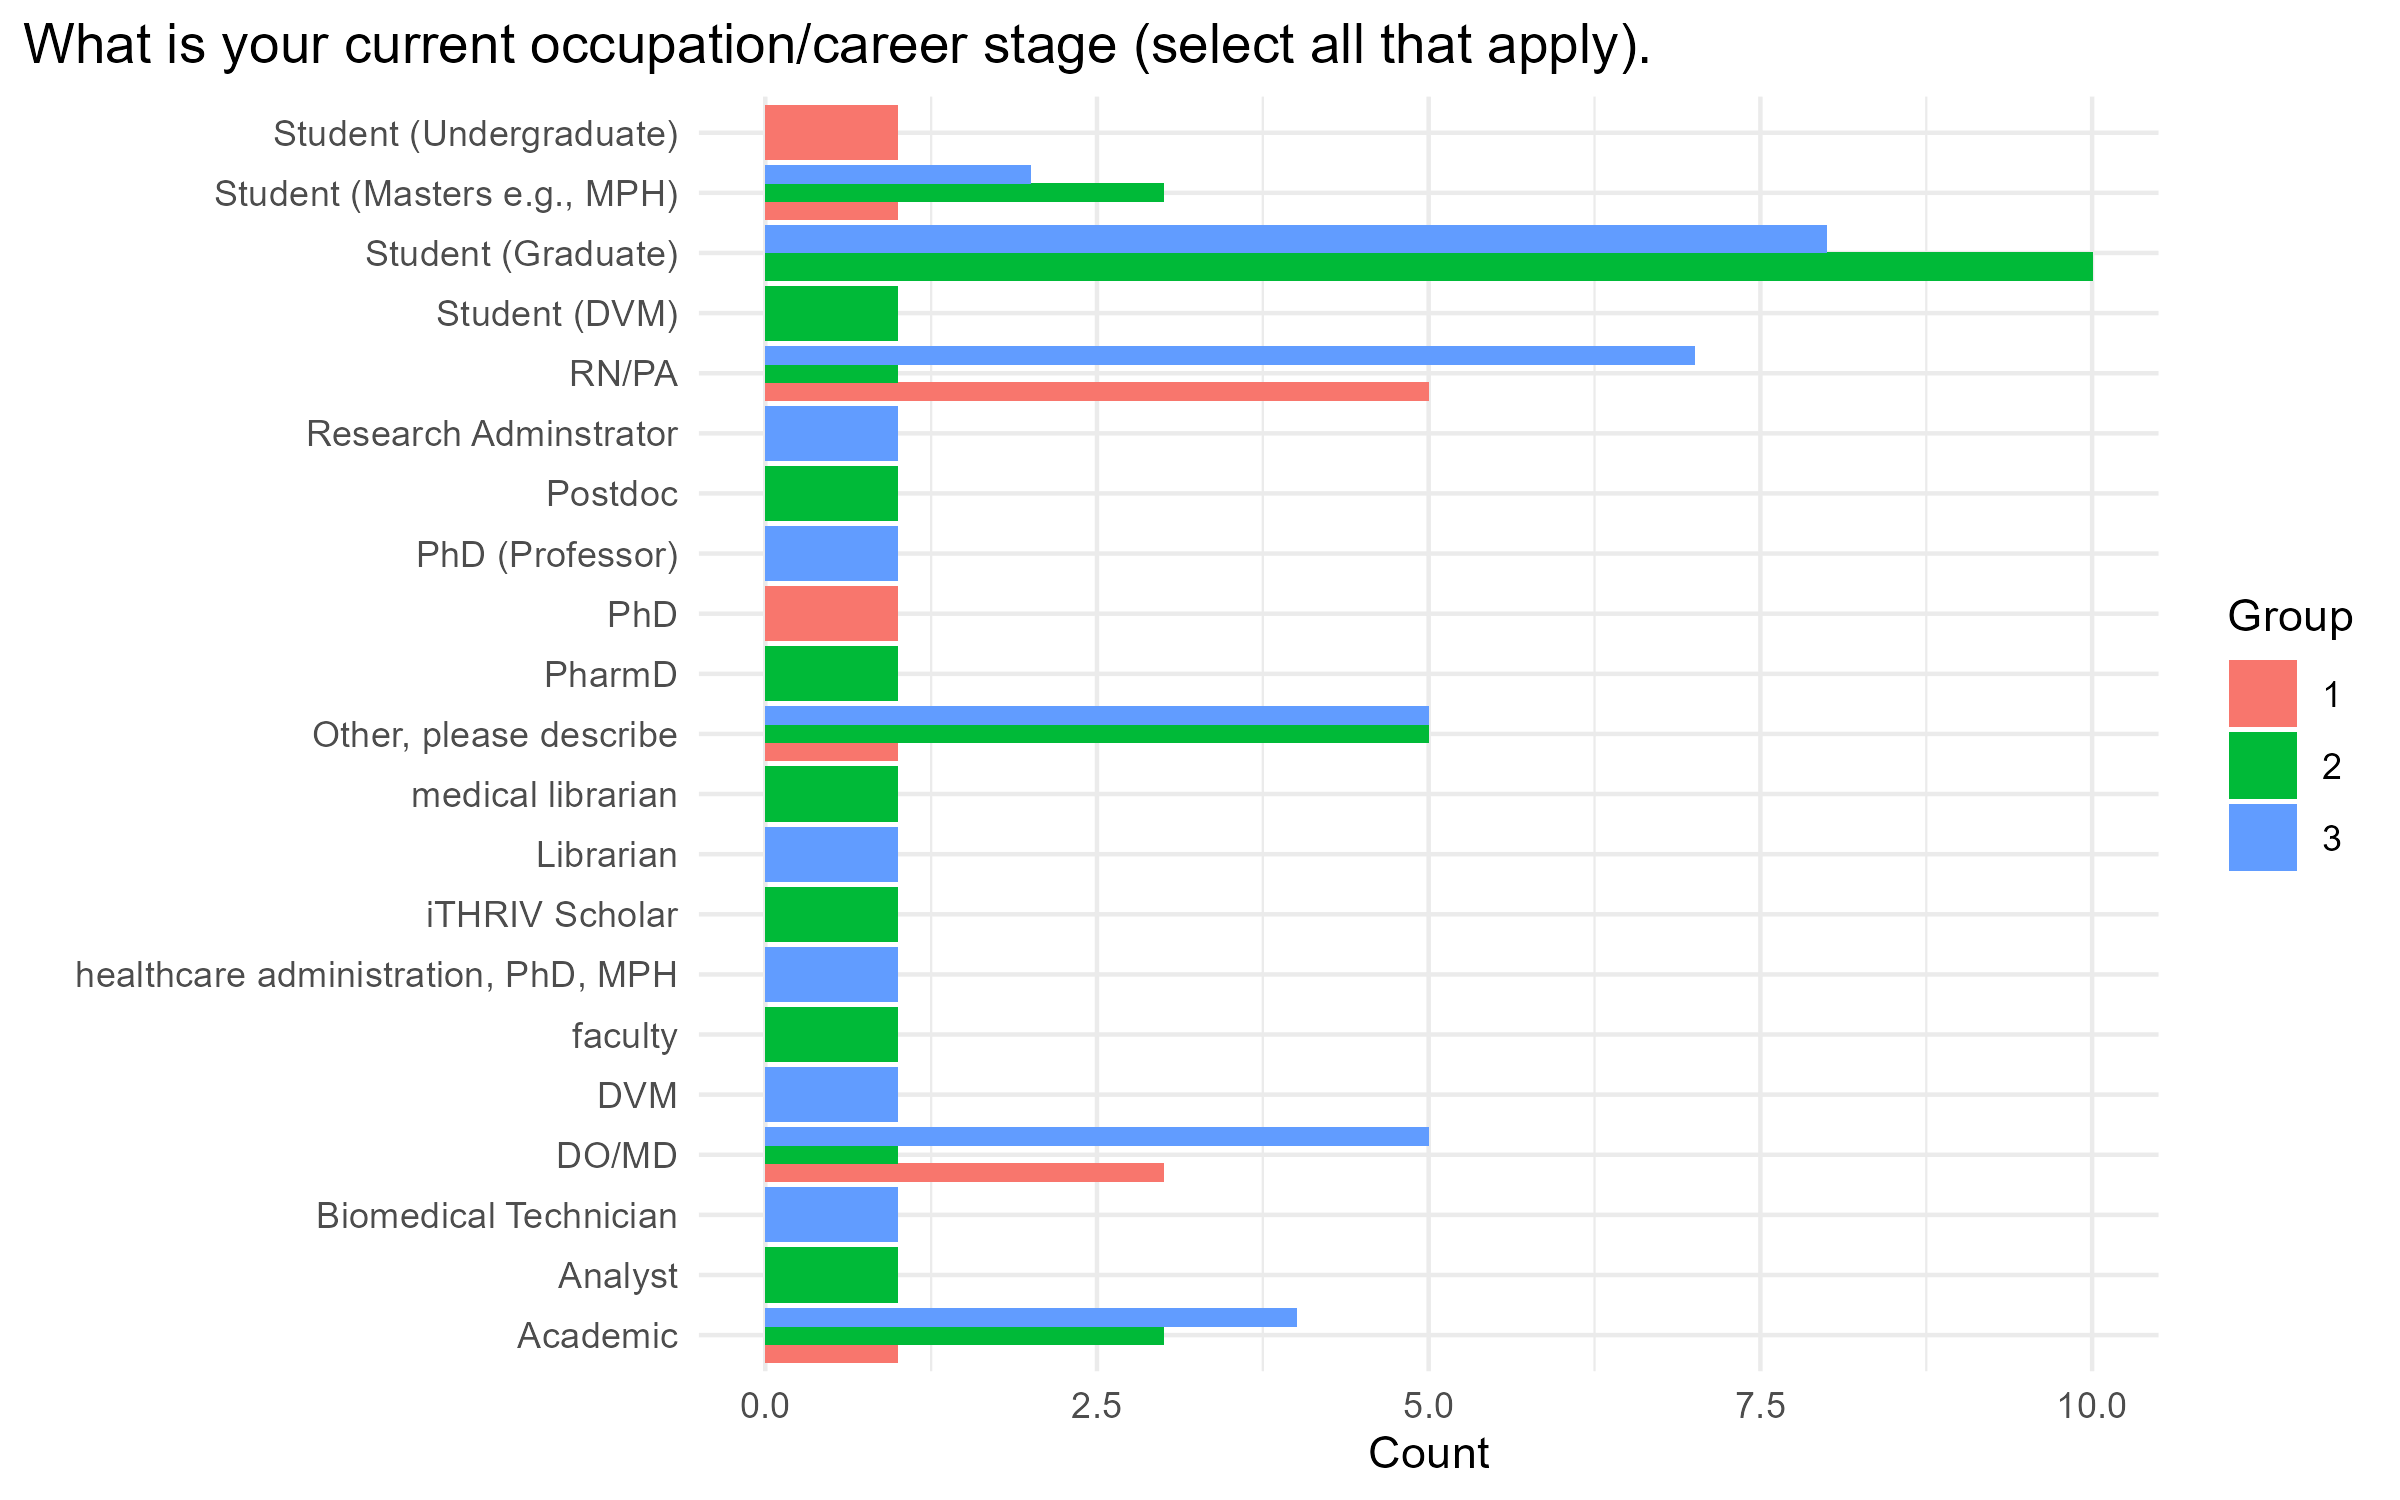 What is your current occupation/career stage (select all that apply).
Student (Undergraduate)
Student (Masters e.g., MPH)
Student (Graduate)
Student (DVM)
RN/PA
Research Adminstrator
Postdoc
PhD (Professor)
PhD
PharmD
Other, please describe
medical librarian
Librarian
iTHRIV Scholar
healthcare administration, PhD, MPH
faculty
DVM
DO/MD
Biomedical Technician
Analyst
Academic
0.0 2.5 5.0 7.5 10.0
Count
Group
1
2
3